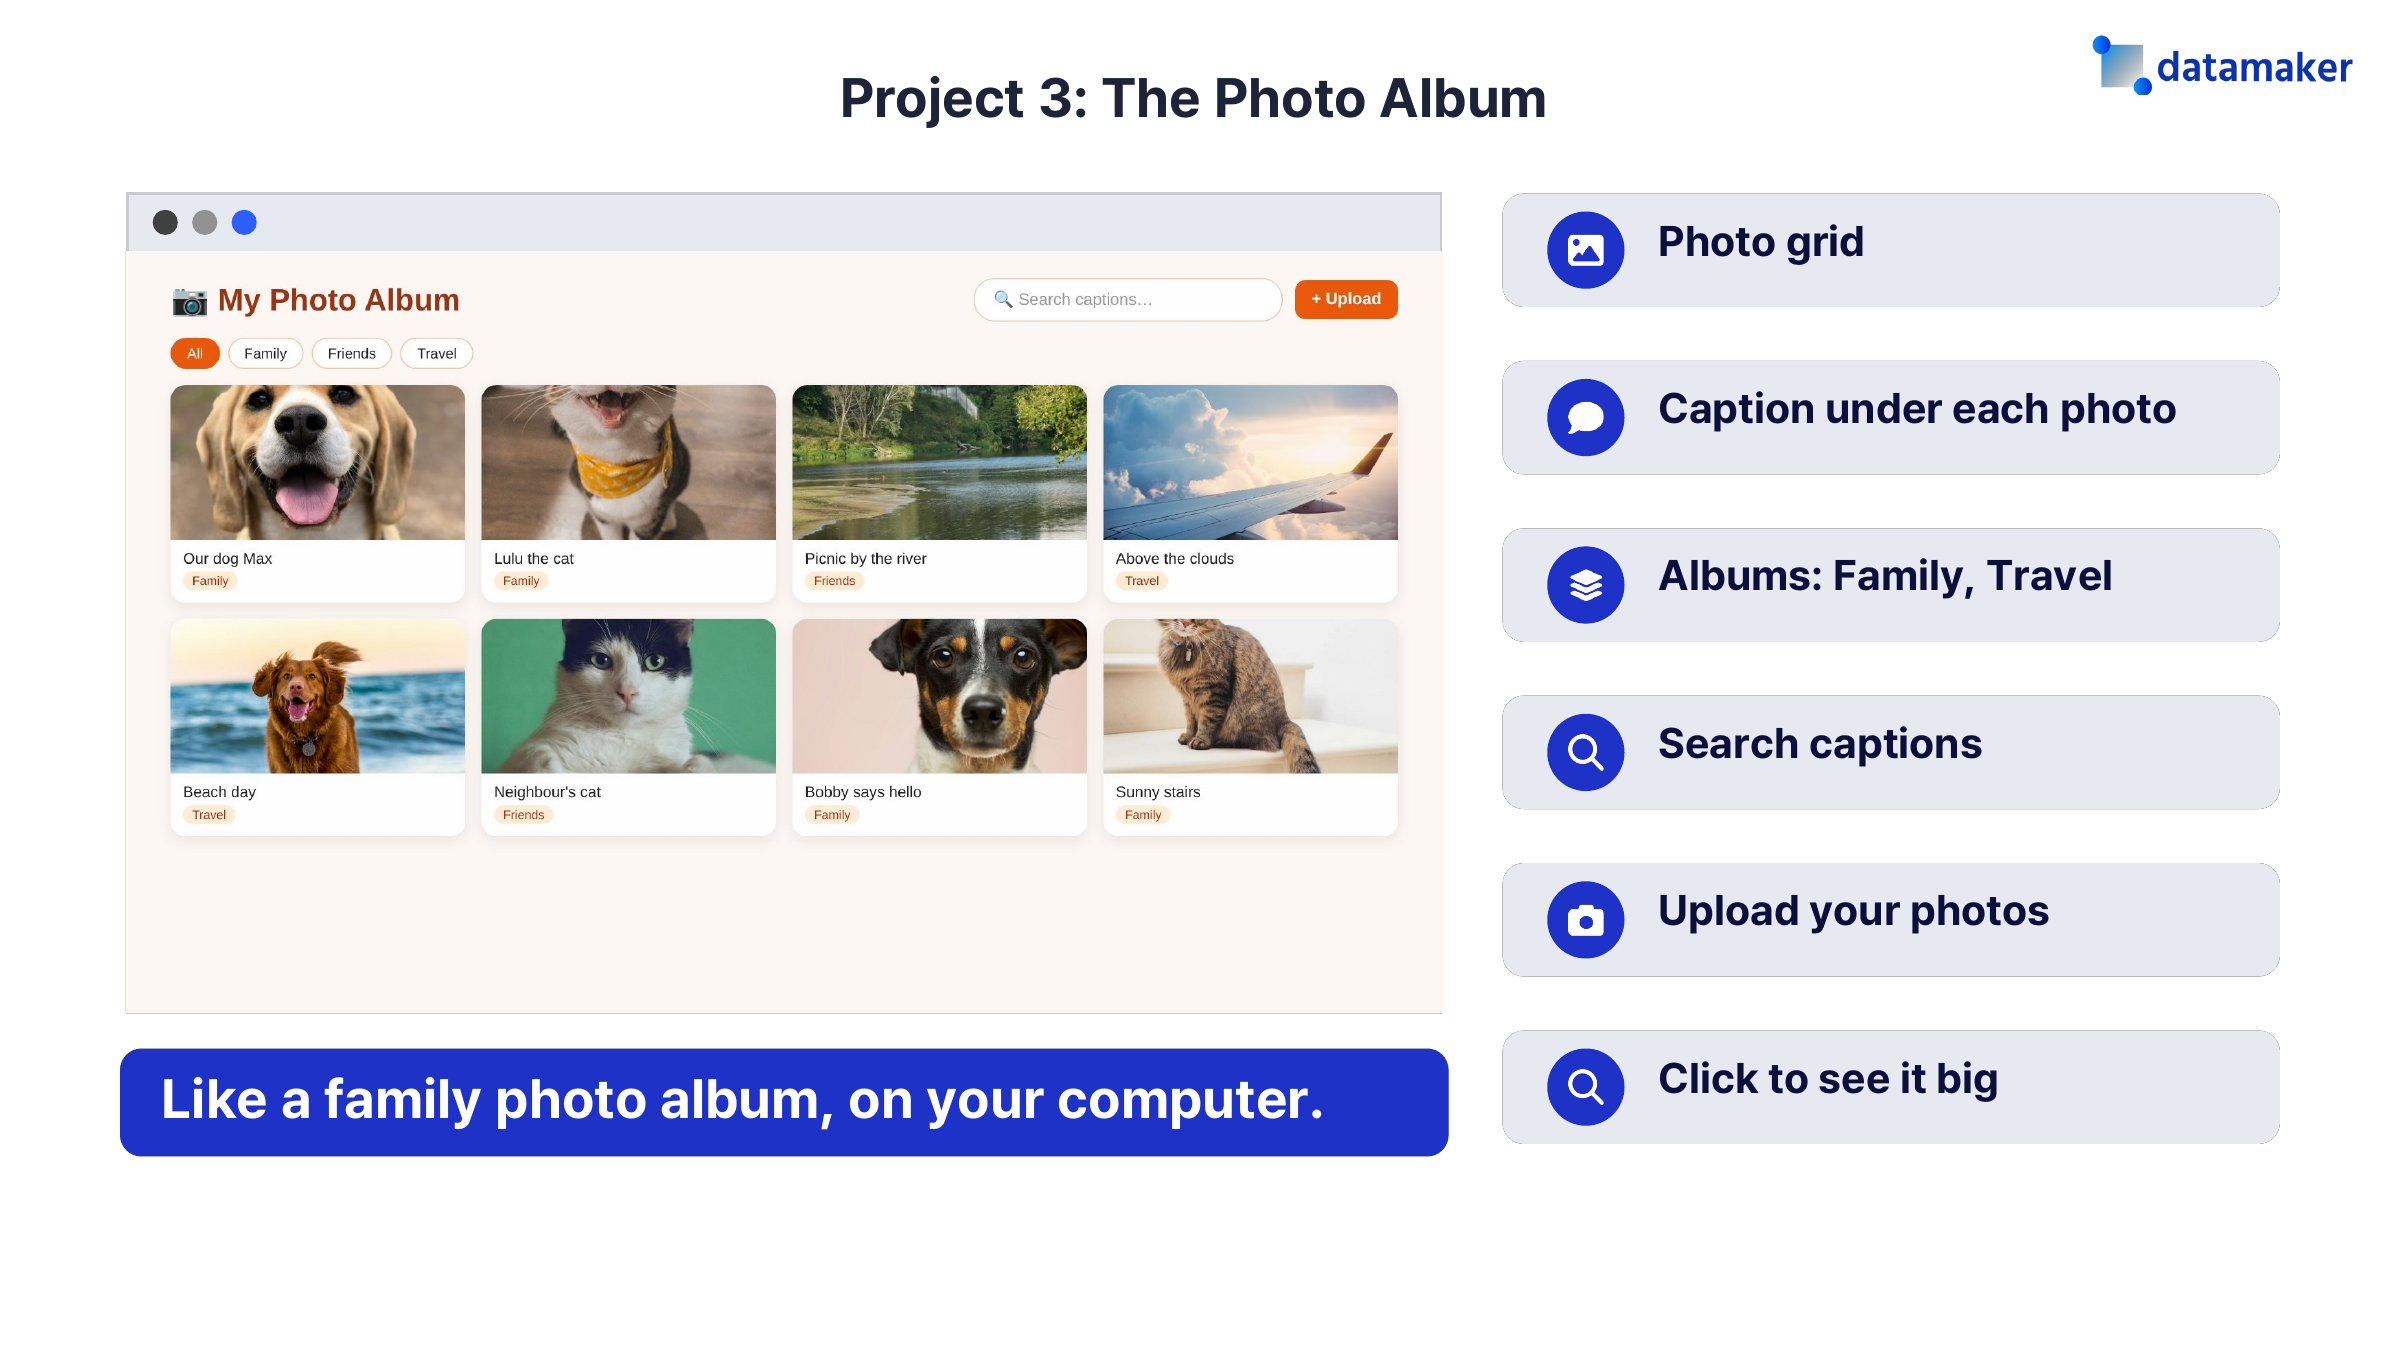 datamaker
Project 3: The Photo Album
My Photo Album
Search captions...
+ Upload
All
Family
Friends
Travel
Our dog Max
Family
Lulu the cat
Family
Picnic by the river
Friends
Above the clouds
Travel
Beach day
Travel
Neighbour's cat
Friends
Bobby says hello
Family
Sunny stairs
Family
Like a family photo album, on your computer.
Photo grid
Caption under each photo
Albums: Family, Travel
Search captions
Upload your photos
Click to see it big